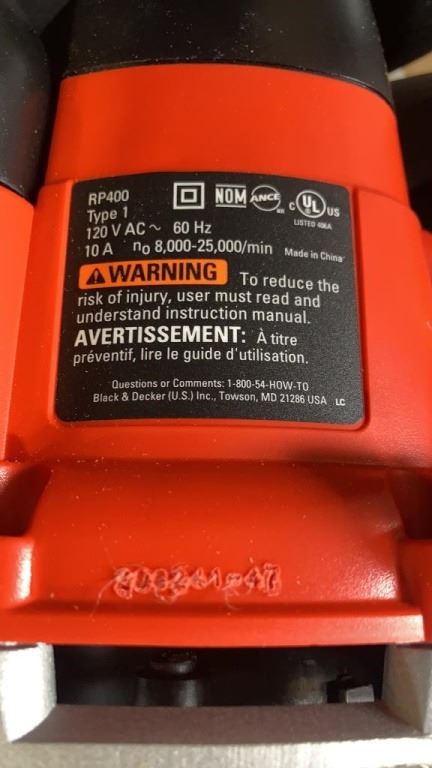 RP400
Type 1
120 V AC~ 60 Hz
10 A n₀ 8,000-25,000/min Made in China
NOM ANCE MR
C UL US
LISTED 406A
WARNING To reduce the
risk of injury, user must read and
understand instruction manual.
AVERTISSEMENT: À titre
préventif, lire le guide d'utilisation.
Questions or Comments: 1-800-54-HOW-TO
Black & Decker (U.S.) Inc., Towson, MD 21286 USA LC